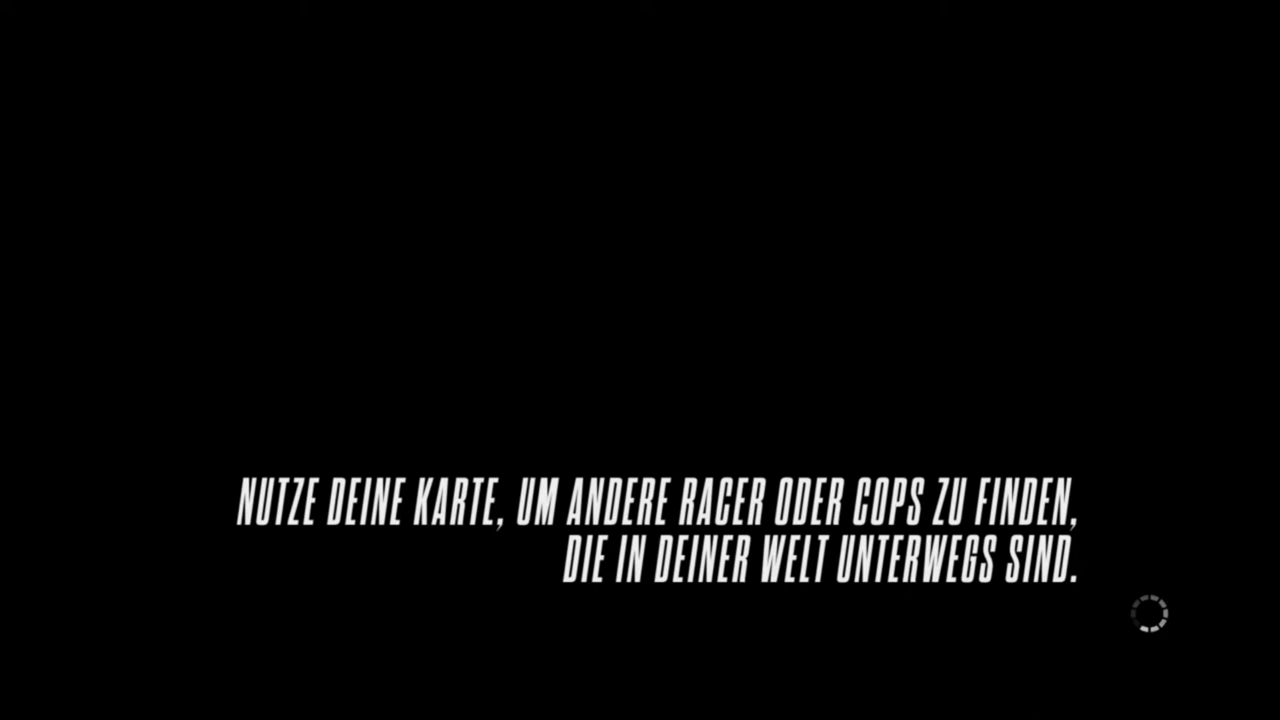 NUTZE DEINE KARTE, UM ANDERE RACER ODER COPS ZU FINDEN,
DIE IN DEINER WELT UNTERWEGS SIND.